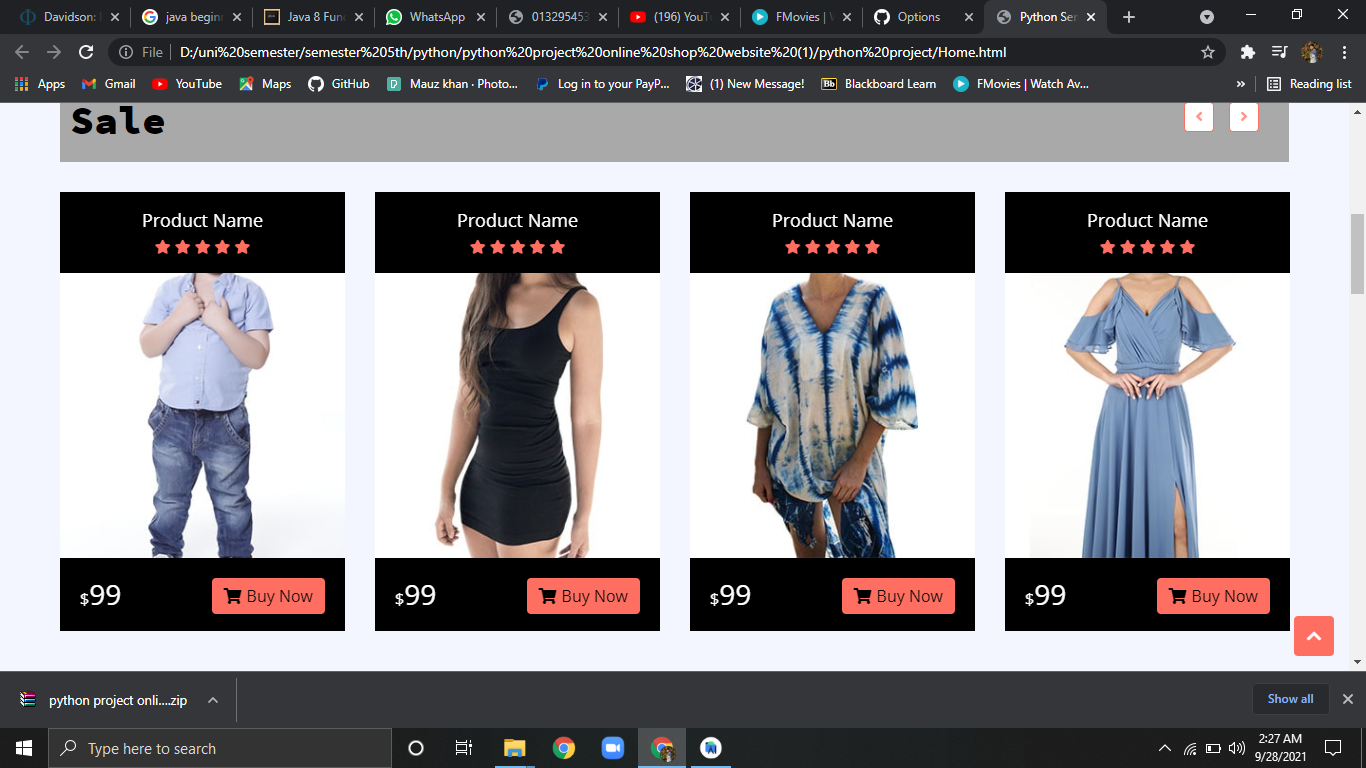 Davidson:
java begin
Java 8 Fun
WhatsApp
013295453
(196) YouT
FMovies |
Options
Python Ser
File
D:/uni%20semester/semester%205th/python/python%20project%20online%20shop%20website%20(1)/python%20project/Home.html
Apps
Gmail
YouTube
Maps
GitHub
Mauz khan · Photo...
Log in to your PayP...
(1) New Message!
Bb
Blackboard Learn
FMovies | Watch Av...
»
Reading list
Sale
Product Name
Product Name
Product Name
Product Name
$99
Buy Now
$99
Buy Now
$99
Buy Now
$99
Buy Now
python project onli....zip
Show all
Type here to search
2:27 AM
9/28/2021